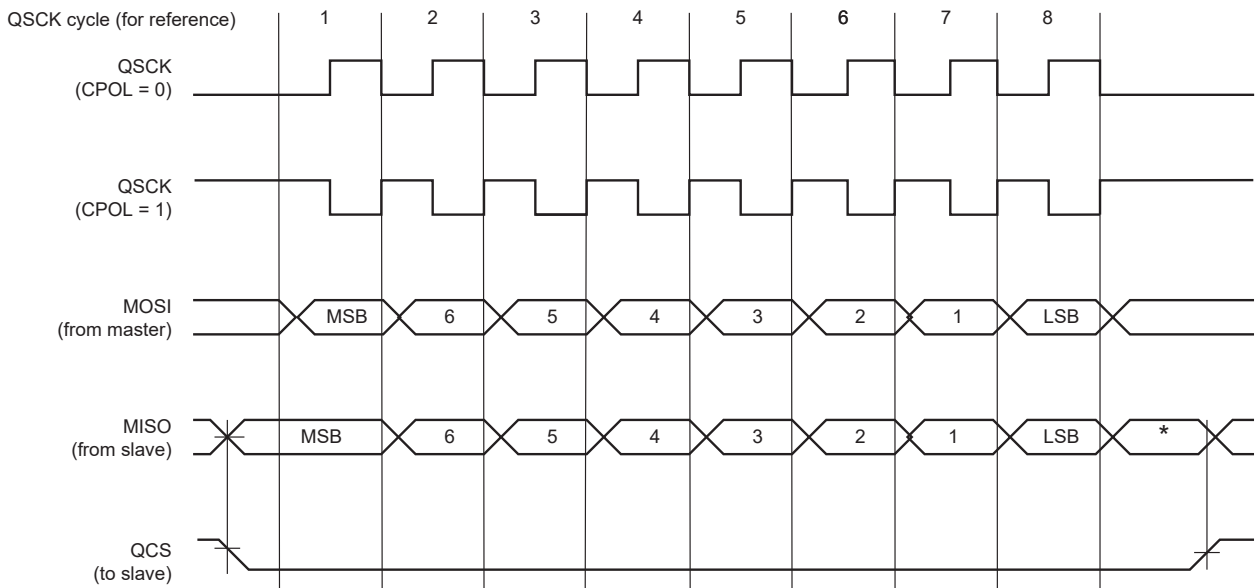 QSCK cycle (for reference) 1 2 3 4 5 6 7 8
QSCK
(CPOL = 0)
QSCK
(CPOL = 1)
MOSI
(from master)
MSB 6 5 4 3 2 1 LSB
MISO
(from slave)
MSB 6 5 4 3 2 1 LSB *
QCS
(to slave)